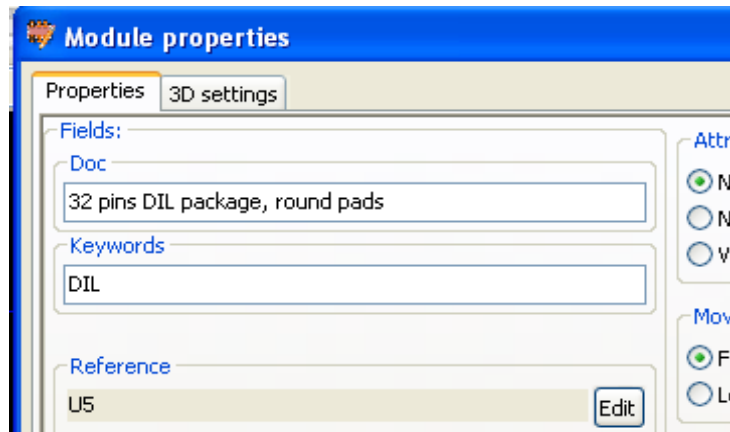 Module properties
Properties 3D settings
Fields:
Doc
32 pins DIL package, round pads
Keywords
DIL
Reference
U5 Edit